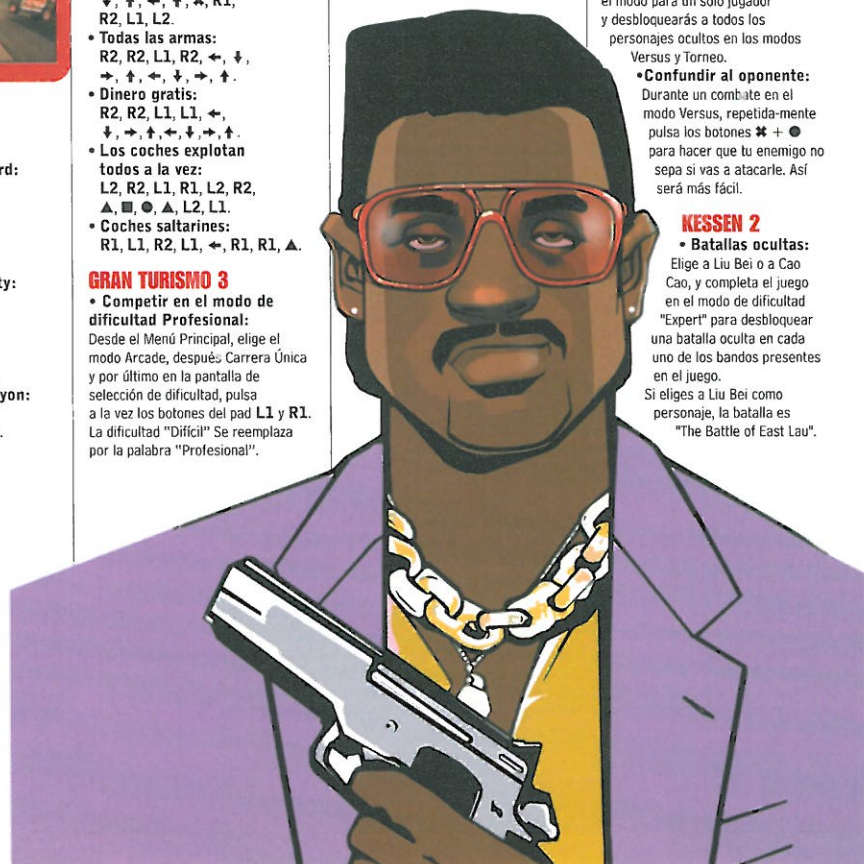 rd:
ty:
yon:
.
↓, ↑, ←, ↑, ✖, R1,
R2, L1, L2.
• Todas las armas:
R2, R2, L1, R2, ←, ↓,
→, ↑, ←, ↓, →, ↑.
• Dinero gratis:
R2, R2, L1, L1, ←,
↓, →, ↑, ←, ↓, →, ↑.
• Los coches explotan
todos a la vez:
L2, R2, L1, R1, L2, R2,
▲, ■, ●, ▲, L2, L1.
• Coches saltarines:
R1, L1, R2, L1, ←, R1, R1, ▲.
GRAN TURISMO 3
• Competir en el modo de
dificultad Profesional:
Desde el Menú Principal, elige el
modo Arcade, después Carrera Única
y por último en la pantalla de
selección de dificultad, pulsa
a la vez los botones del pad L1 y R1.
La dificultad "Difícil" Se reemplaza
por la palabra "Profesional".
el modo para un solo jugador
y desbloquearás a todos los
personajes ocultos en los modos
Versus y Torneo.
•Confundir al oponente:
Durante un combate en el
modo Versus, repetida-mente
pulsa los botones ✖ + ●
para hacer que tu enemigo no
sepa si vas a atacarle. Así
será más fácil.
KESSEN 2
• Batallas ocultas:
Elige a Liu Bei o a Cao
Cao, y completa el juego
en el modo de dificultad
"Expert" para desbloquear
una batalla oculta en cada
uno de los bandos presentes
en el juego.
Si eliges a Liu Bei como
personaje, la batalla es
"The Battle of East Lau".